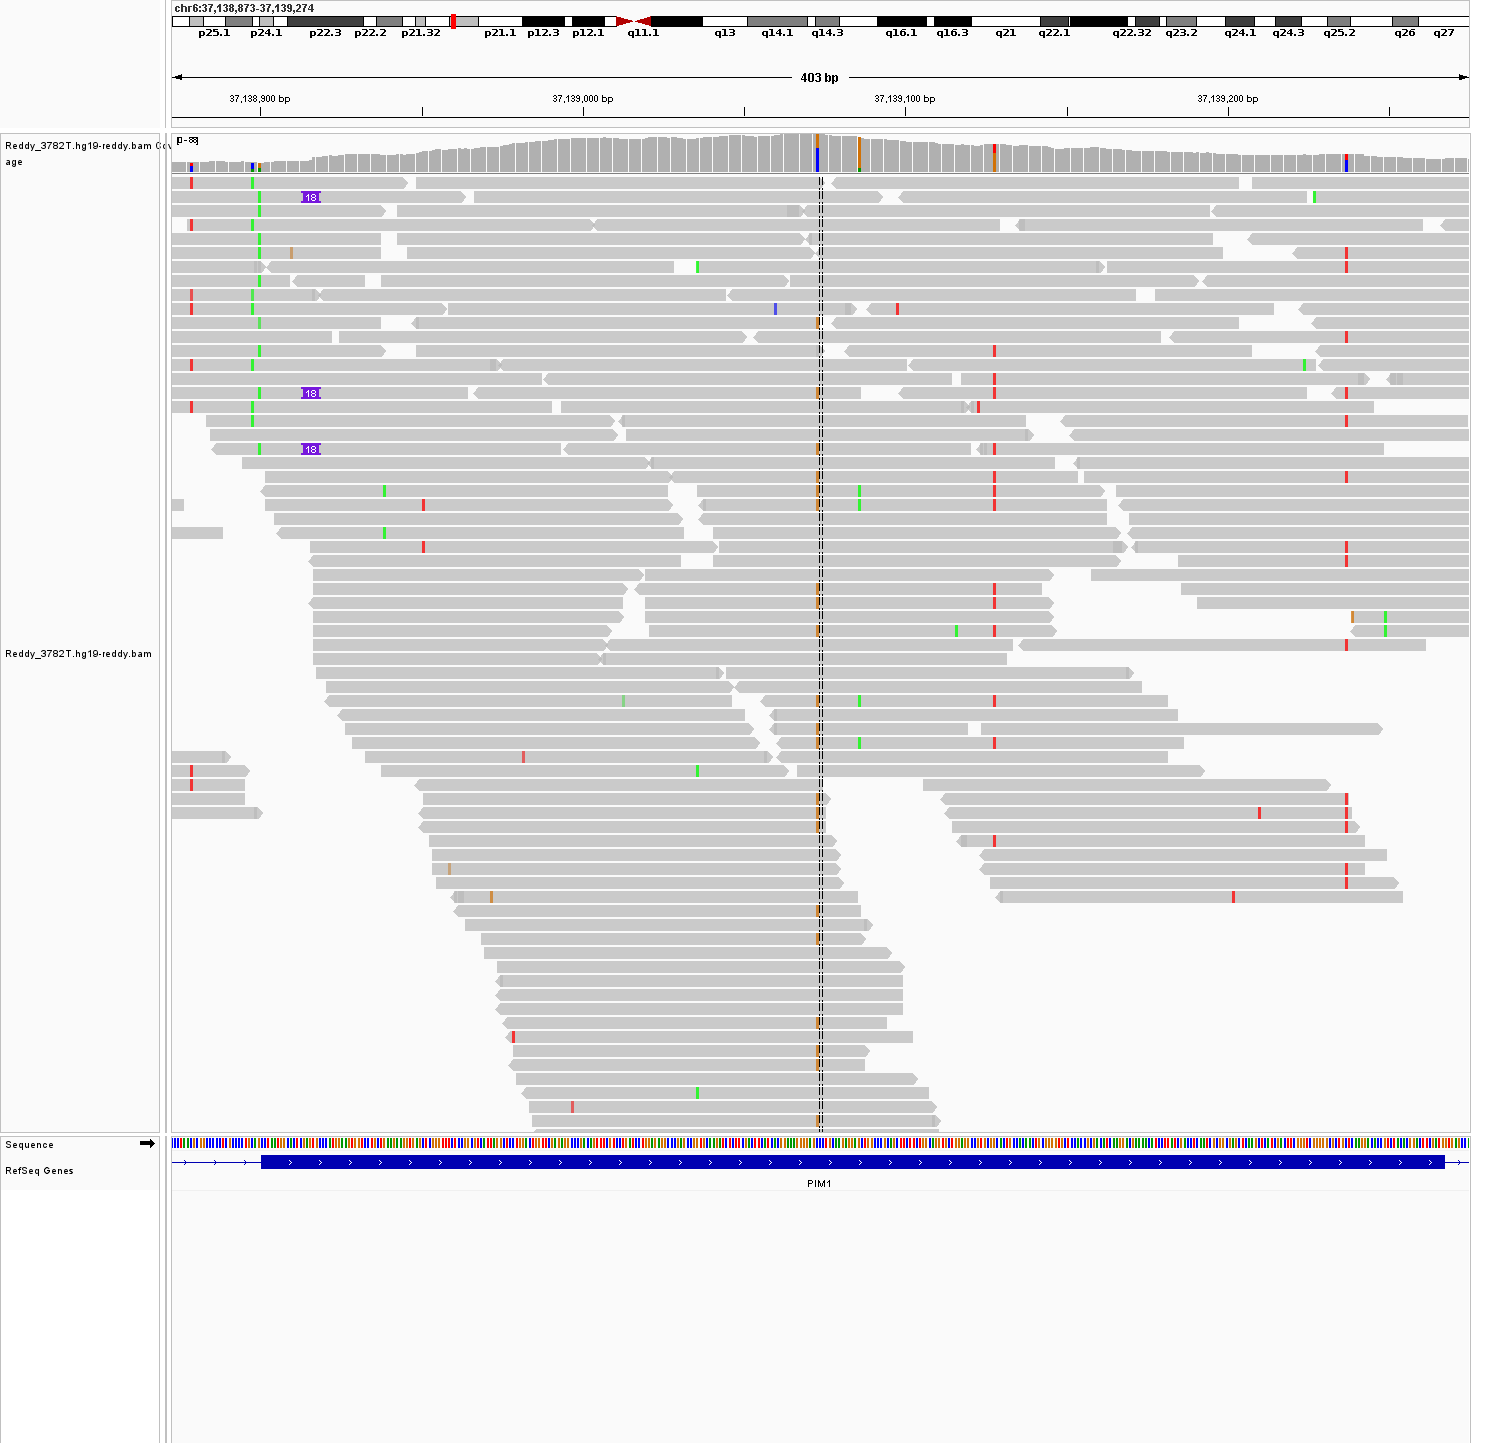 chr6:37,138,873-37,139,274
p25.1 p24.1 p22.3 p22.2 p21.32 p21.1 p12.3 p12.1 q11.1 q13 q14.1 q14.3 q16.1 q16.3 q21 q22.1 q22.32 q23.2 q24.1 q24.3 q25.2 q26 q27
403 bp
37,138,900 bp 37,139,000 bp 37,139,100 bp 37,139,200 bp
Reddy_3782T.hg19-reddy.bam Cov
age
18
18
18
Reddy_3782T.hg19-reddy.bam
Sequence
RefSeq Genes
PIM1